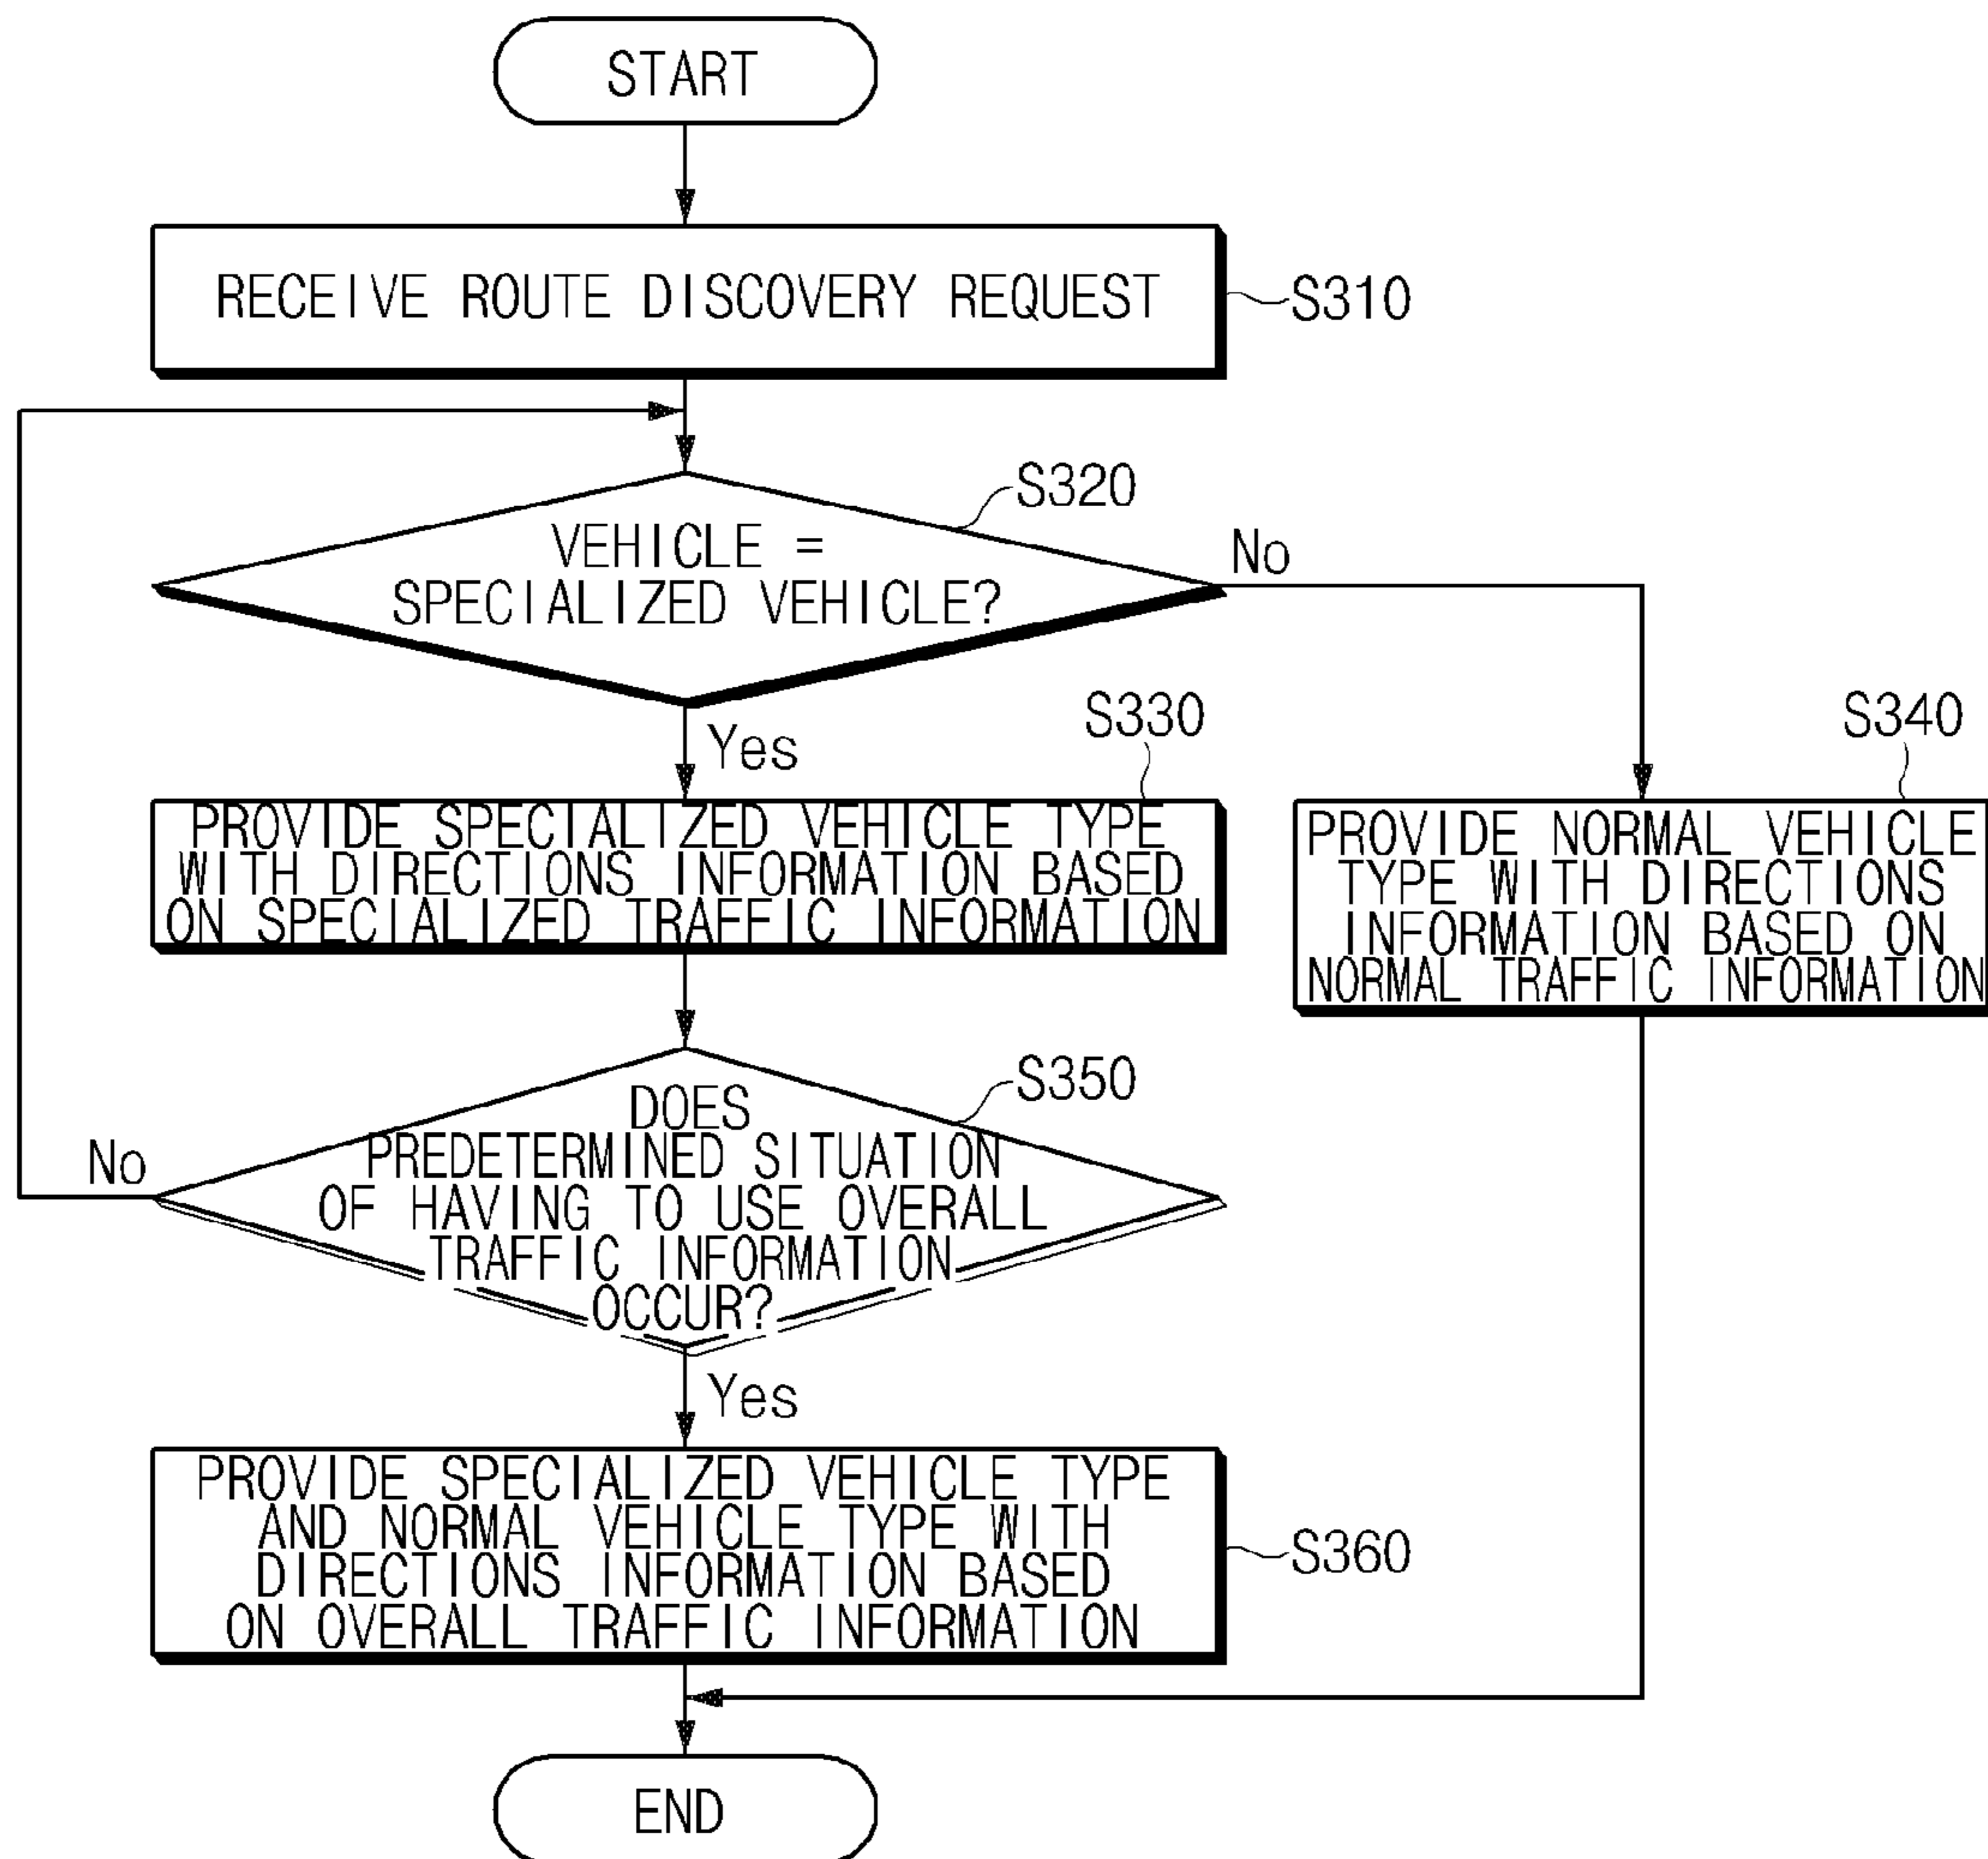 START
RECEIVE ROUTE DISCOVERY REQUEST
S310
S320
VEHICLE =
SPECIALIZED VEHICLE?
No
Yes
S330
PROVIDE SPECIALIZED VEHICLE TYPE
WITH DIRECTIONS INFORMATION BASED
ON SPECIALIZED TRAFFIC INFORMATION
S340
PROVIDE NORMAL VEHICLE
TYPE WITH DIRECTIONS
INFORMATION BASED ON
NORMAL TRAFFIC INFORMATION
S350
DOES
PREDETERMINED SITUATION
OF HAVING TO USE OVERALL
TRAFFIC INFORMATION
OCCUR?
No
Yes
PROVIDE SPECIALIZED VEHICLE TYPE
AND NORMAL VEHICLE TYPE WITH
DIRECTIONS INFORMATION BASED
ON OVERALL TRAFFIC INFORMATION
S360
END